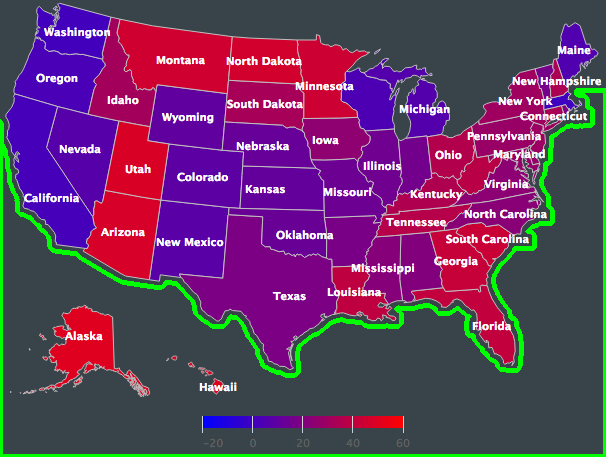 Washington
Maine
Montana
North Dakota
Oregon
Minnesota
New Hampshire
Idaho
South Dakota
New York
Michigan
Wyoming
Connecticut
Pennsylvania
Nebraska
Iowa
Nevada
Ohio
Maryland
Utah
Illinois
Colorado
Kansas
Missouri
Virginia
California
Kentucky
North Carolina
Tennessee
Arizona
New Mexico
Oklahoma
South Carolina
Georgia
Mississippi
Texas
Louisiana
Florida
Alaska
Hawaii
−20 0 20 40 60